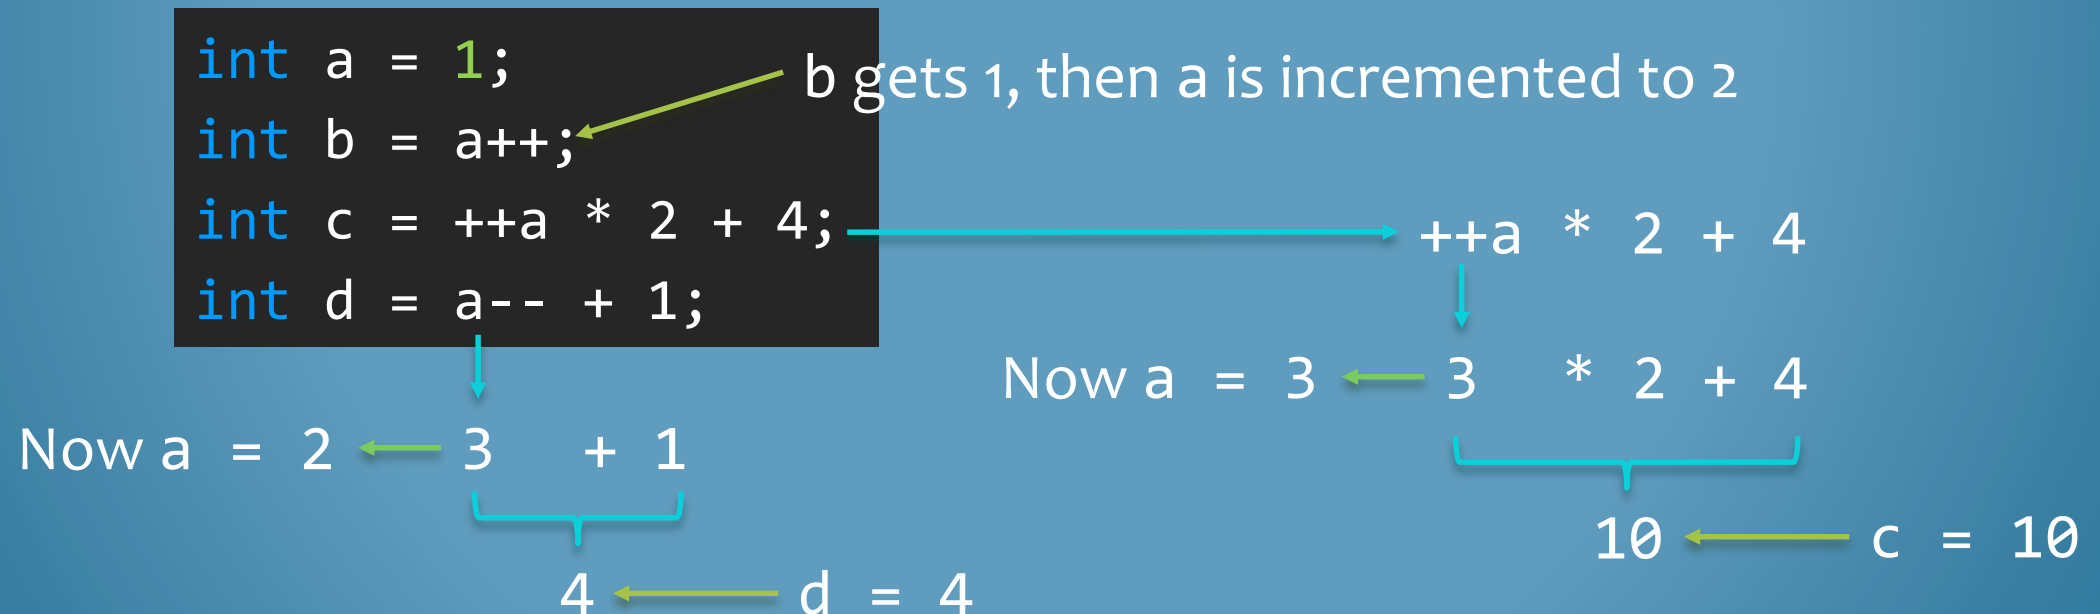 int a = 1;
int b = a++;
int c = ++a * 2 + 4;
int d = a-- + 1;
b gets 1, then a is incremented to 2
++a * 2 + 4
Now a = 3
3 * 2 + 4
10
c = 10
Now a = 2
3 + 1
4
d = 4